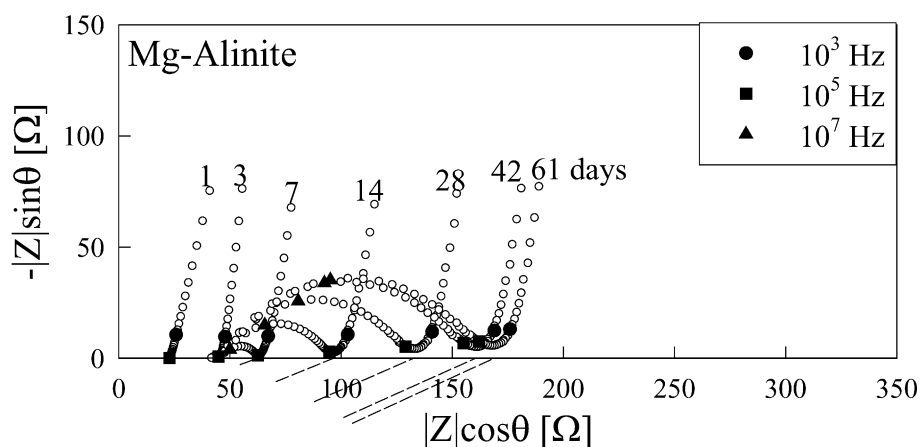 150
Mg-Alinite
10³ Hz
10⁵ Hz
10⁷ Hz
100
1 3 7 14 28 42 61 days
50
0
0 50 100 150 200 250 300 350
-|Z|sinθ [Ω]
|Z|cosθ [Ω]